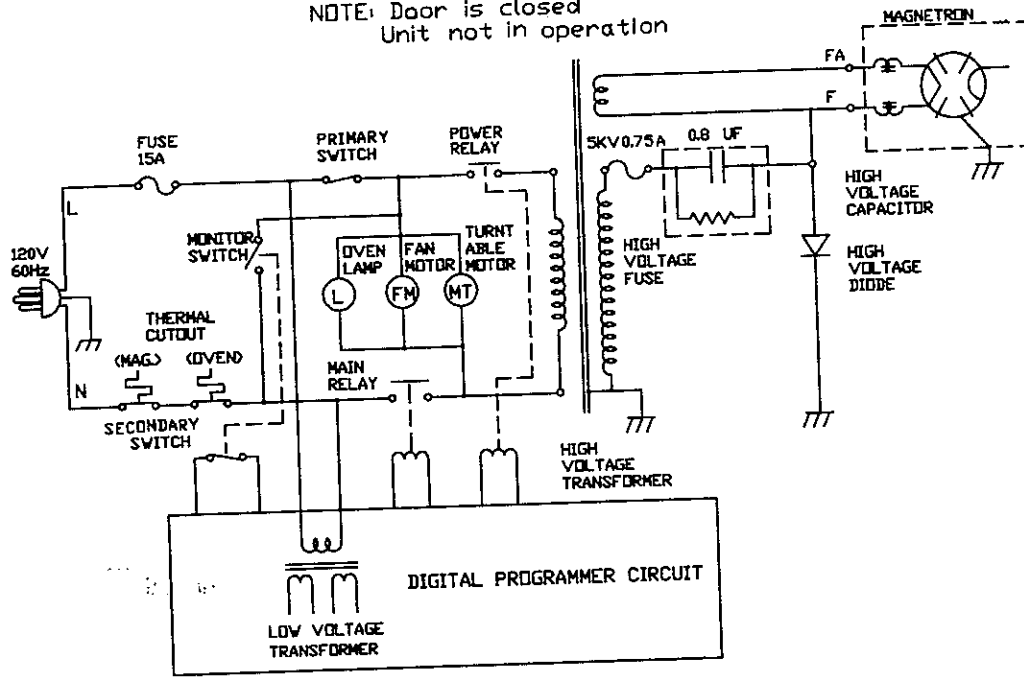 NOTE: Door is closed
Unit not in operation
MAGNETRON
FA
F
FUSE
15A
PRIMARY
SWITCH
POWER
RELAY
5KV0.75A
0.8 UF
L
HIGH
VOLTAGE
CAPACITOR
MONITOR
SWITCH
OVEN
LAMP
FAN
MOTOR
TURNT
ABLE
MOTOR
HIGH
VOLTAGE
FUSE
HIGH
VOLTAGE
DIODE
120V
60Hz
L
FM
MT
THERMAL
CUTOUT
(MAG.)
(OVEN)
N
MAIN
RELAY
SECONDARY
SWITCH
HIGH
VOLTAGE
TRANSFORMER
DIGITAL PROGRAMMER CIRCUIT
LOW VOLTAGE
TRANSFORMER